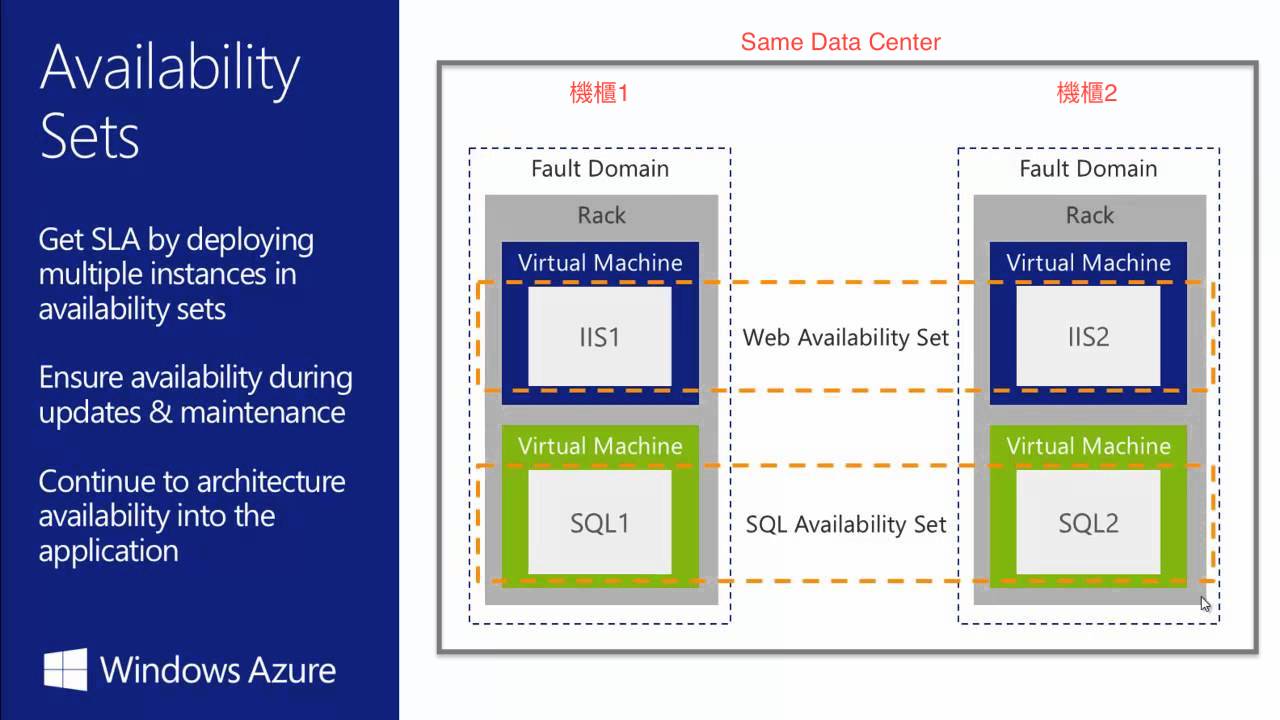 Availability
Sets
Get SLA by deploying
multiple instances in
availability sets
Ensure availability during
updates & maintenance
Continue to architecture
availability into the
application
Windows Azure
Same Data Center
機櫃1
機櫃2
Fault Domain
Fault Domain
Rack
Rack
Virtual Machine
Virtual Machine
IIS1
Web Availability Set
IIS2
Virtual Machine
Virtual Machine
SQL1
SQL Availability Set
SQL2